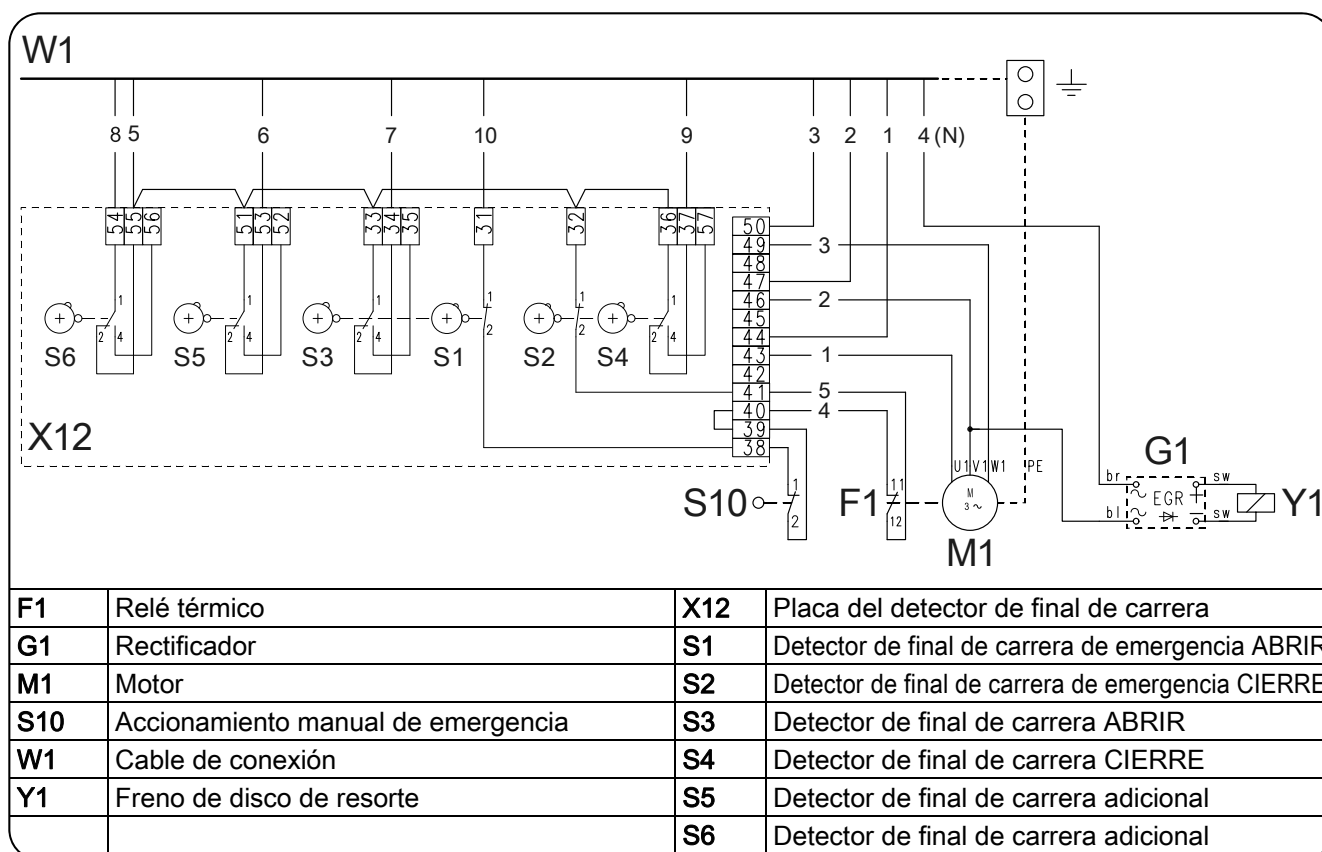 W1
8 5 6 7 10 9 3 2 1 4 (N)
54 55 56 51 53 52 33 34 35 31 32 36 37 57
50
49 3
48
47
46 2
45
44
43 1
42
41 5
40 4
39
38
1 1 1 1 1 1
2 4 2 4 2 4 2 2 2 4
S6 S5 S3 S1 S2 S4
X12
U1 V1 W1 PE
G1
br sw
EGR
bl sw
Y1
S10 1 2
F1 11 12
M 3 ~
M1
F1 Relé térmico X12 Placa del detector de final de carrera
G1 Rectificador S1 Detector de final de carrera de emergencia ABRIR
M1 Motor S2 Detector de final de carrera de emergencia CIERRE
S10 Accionamiento manual de emergencia S3 Detector de final de carrera ABRIR
W1 Cable de conexión S4 Detector de final de carrera CIERRE
Y1 Freno de disco de resorte S5 Detector de final de carrera adicional
S6 Detector de final de carrera adicional